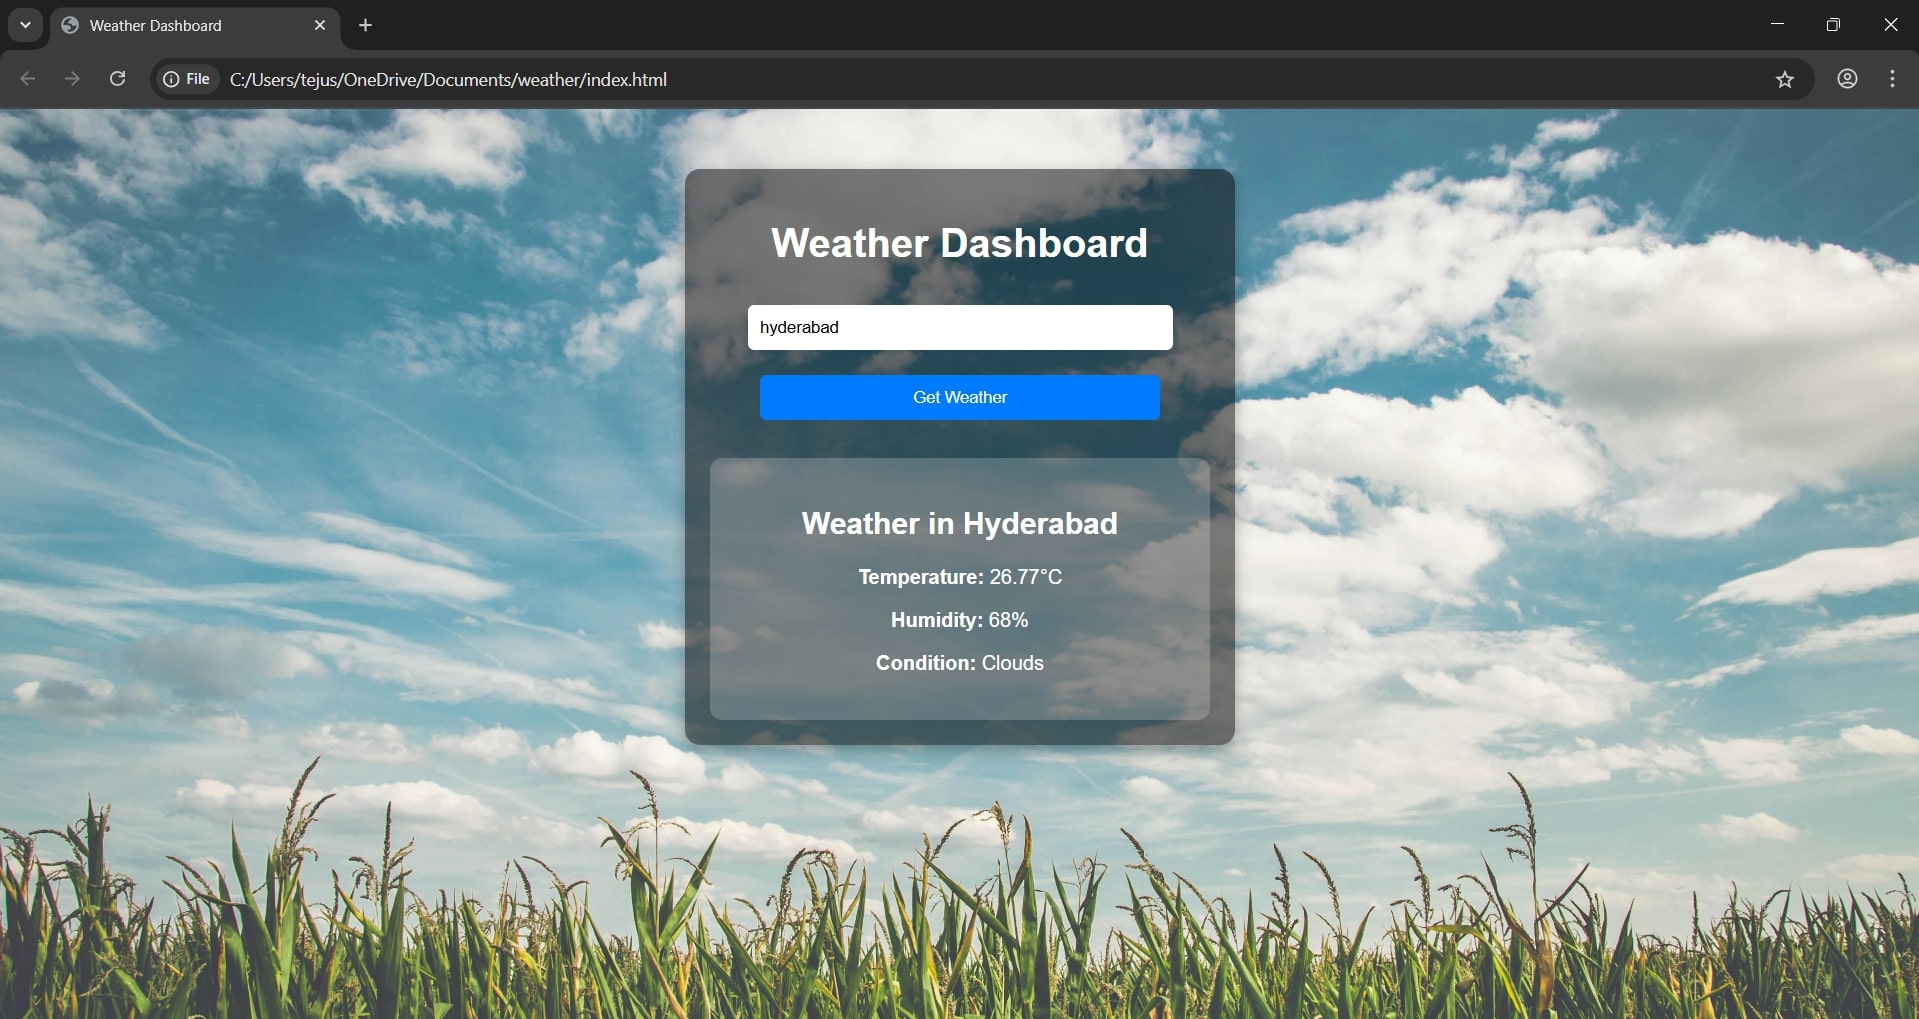 Weather Dashboard
File C:/Users/tejus/OneDrive/Documents/weather/index.html
Weather Dashboard
hyderabad
Get Weather
Weather in Hyderabad
Temperature: 26.77°C
Humidity: 68%
Condition: Clouds